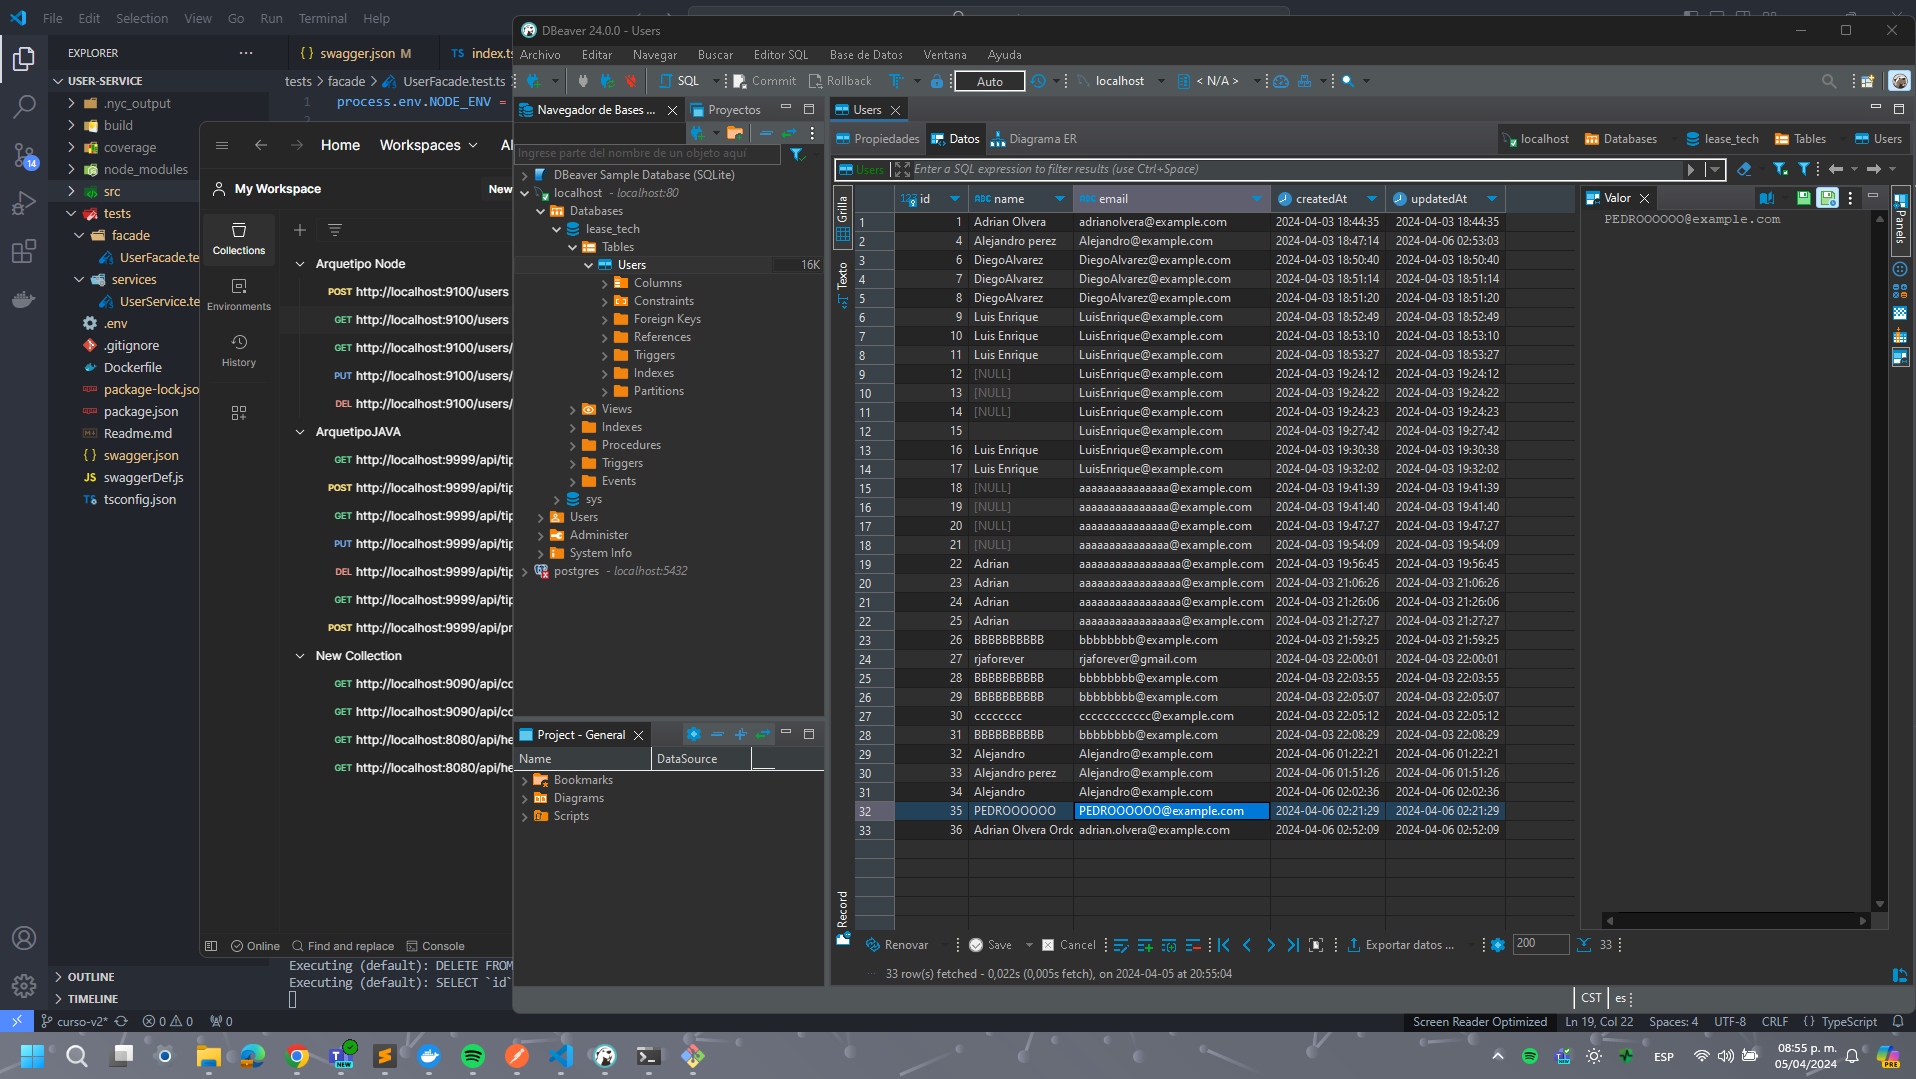 File Edit Selection View Go Run Terminal Help
EXPLORER ···
USER-SERVICE
.nyc_output
build
coverage
node_modules
src
tests
facade
UserFacade.te
services
UserService.te
.env
.gitignore
Dockerfile
package-lock.jso
package.json
Readme.md
swagger.json
swaggerDef.js
tsconfig.json
OUTLINE
TIMELINE
swagger.json M
TS index.ts
tests > facade > UserFacade.test.ts
1 process.env.NODE_ENV =
2
Home Workspaces
My Workspace New
Collections
Environments
History
Arquetipo Node
POST http://localhost:9100/users
GET http://localhost:9100/users
GET http://localhost:9100/users/
PUT http://localhost:9100/users/
DEL http://localhost:9100/users/
ArquetipoJAVA
GET http://localhost:9999/api/tip
POST http://localhost:9999/api/tip
GET http://localhost:9999/api/tip
PUT http://localhost:9999/api/tip
DEL http://localhost:9999/api/tip
GET http://localhost:9999/api/tip
POST http://localhost:9999/api/pr
New Collection
GET http://localhost:9090/api/cc
GET http://localhost:9090/api/cc
GET http://localhost:8080/api/he
GET http://localhost:8080/api/he
Online Find and replace Console
Executing (default): DELETE FROM
Executing (default): SELECT `id`
DBeaver 24.0.0 - Users
Archivo Editar Navegar Buscar Editor SQL Base de Datos Ventana Ayuda
SQL Commit Rollback Auto localhost < N/A >
Navegador de Bases ... Proyectos
Ingrese parte del nombre de un objeto aquí
DBeaver Sample Database (SQLite)
localhost - localhost:80
Databases
lease_tech
Tables
Users 16K
Columns
Constraints
Foreign Keys
References
Triggers
Indexes
Partitions
Views
Indexes
Procedures
Triggers
Events
sys
Users
Administer
System Info
postgres - localhost:5432
Project - General
Name DataSource
Bookmarks
Diagrams
Scripts
Users
Propiedades Datos Diagrama ER
localhost Databases lease_tech Tables Users
Users Enter a SQL expression to filter results (use Ctrl+Space)
Grilla
Texto
Record
id name email createdAt updatedAt
1 1 Adrian Olvera adrianolvera@example.com 2024-04-03 18:44:35 2024-04-03 18:44:35
2 4 Alejandro perez Alejandro@example.com 2024-04-03 18:47:14 2024-04-06 02:53:03
3 6 DiegoAlvarez DiegoAlvarez@example.com 2024-04-03 18:50:40 2024-04-03 18:50:40
4 7 DiegoAlvarez DiegoAlvarez@example.com 2024-04-03 18:51:14 2024-04-03 18:51:14
5 8 DiegoAlvarez DiegoAlvarez@example.com 2024-04-03 18:51:20 2024-04-03 18:51:20
6 9 Luis Enrique LuisEnrique@example.com 2024-04-03 18:52:49 2024-04-03 18:52:49
7 10 Luis Enrique LuisEnrique@example.com 2024-04-03 18:53:10 2024-04-03 18:53:10
8 11 Luis Enrique LuisEnrique@example.com 2024-04-03 18:53:27 2024-04-03 18:53:27
9 12 [NULL] LuisEnrique@example.com 2024-04-03 19:24:12 2024-04-03 19:24:12
10 13 [NULL] LuisEnrique@example.com 2024-04-03 19:24:22 2024-04-03 19:24:22
11 14 [NULL] LuisEnrique@example.com 2024-04-03 19:24:23 2024-04-03 19:24:23
12 15 LuisEnrique@example.com 2024-04-03 19:27:42 2024-04-03 19:27:42
13 16 Luis Enrique LuisEnrique@example.com 2024-04-03 19:30:38 2024-04-03 19:30:38
14 17 Luis Enrique LuisEnrique@example.com 2024-04-03 19:32:02 2024-04-03 19:32:02
15 18 [NULL] aaaaaaaaaaaaaaa@example.com 2024-04-03 19:41:39 2024-04-03 19:41:39
16 19 [NULL] aaaaaaaaaaaaaaa@example.com 2024-04-03 19:41:40 2024-04-03 19:41:40
17 20 [NULL] aaaaaaaaaaaaaaa@example.com 2024-04-03 19:47:27 2024-04-03 19:47:27
18 21 [NULL] aaaaaaaaaaaaaaa@example.com 2024-04-03 19:54:09 2024-04-03 19:54:09
19 22 Adrian aaaaaaaaaaaaaaaaa@example.com 2024-04-03 19:56:45 2024-04-03 19:56:45
20 23 Adrian aaaaaaaaaaaaaaaaa@example.com 2024-04-03 21:06:26 2024-04-03 21:06:26
21 24 Adrian aaaaaaaaaaaaaaaaa@example.com 2024-04-03 21:26:06 2024-04-03 21:26:06
22 25 Adrian aaaaaaaaaaaaaaaaa@example.com 2024-04-03 21:27:27 2024-04-03 21:27:27
23 26 BBBBBBBBBB bbbbbbbb@example.com 2024-04-03 21:59:25 2024-04-03 21:59:25
24 27 rjaforever rjaforever@gmail.com 2024-04-03 22:00:01 2024-04-03 22:00:01
25 28 BBBBBBBBBB bbbbbbbb@example.com 2024-04-03 22:03:55 2024-04-03 22:03:55
26 29 BBBBBBBBBB bbbbbbbb@example.com 2024-04-03 22:05:07 2024-04-03 22:05:07
27 30 cccccccc cccccccccccc@example.com 2024-04-03 22:05:12 2024-04-03 22:05:12
28 31 BBBBBBBBBB bbbbbbbb@example.com 2024-04-03 22:08:29 2024-04-03 22:08:29
29 32 Alejandro Alejandro@example.com 2024-04-06 01:22:21 2024-04-06 01:22:21
30 33 Alejandro perez Alejandro@example.com 2024-04-06 01:51:26 2024-04-06 01:51:26
31 34 Alejandro Alejandro@example.com 2024-04-06 02:02:36 2024-04-06 02:02:36
32 35 PEDROOOOOO PEDROOOOOO@example.com 2024-04-06 02:21:29 2024-04-06 02:21:29
33 36 Adrian Olvera Ordo adrian.olvera@example.com 2024-04-06 02:52:09 2024-04-06 02:52:09
Valor
PEDROOOOOO@example.com
Panels
Renovar Save Cancel Exportar datos ... 200 33
33 row(s) fetched - 0,022s (0,005s fetch), on 2024-04-05 at 20:55:04
CST es
curso-v2* 0 0 0
Screen Reader Optimized Ln 19, Col 22 Spaces: 4 UTF-8 CRLF TypeScript
14
NEW
ESP
08:55 p. m.
05/04/2024
PRE